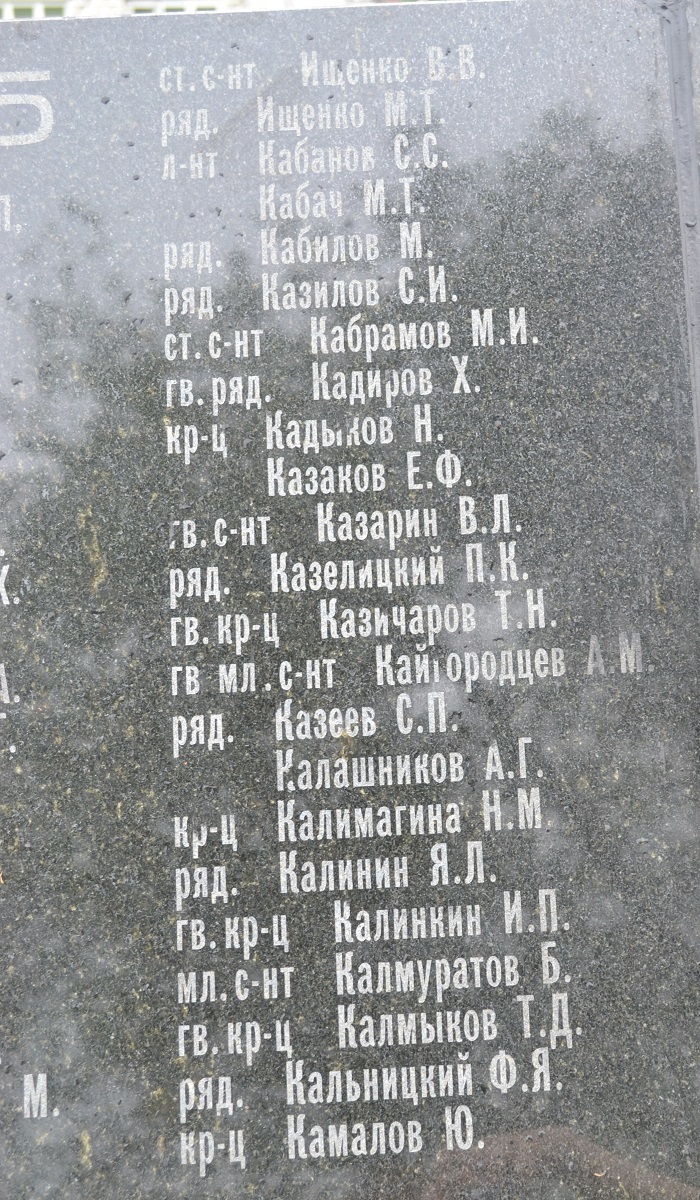 5
ст. с-нт Ищенко В.В.
ряд. Ищенко М.Т.
л-нт Кабанов С.С.
Кабач М.Т.
ряд. Кабилов М.
ряд. Казилов С.И.
ст. с-нт Кабрамов М.И.
гв. ряд. Кадиров Х.
кр-ц Кадыков Н.
Казаков Е.Ф.
гв. с-нт Казарин В.Л.
ряд. Казелицкий П.К.
гв. кр-ц Казичаров Т.Н.
гв мл. с-нт Кайгородцев А.М.
ряд. Казеев С.П.
Калашников А.Г.
кр-ц Калимагина Н.М.
ряд. Калинин Я.Л.
гв. кр-ц Калинкин И.П.
мл. с-нт Калмуратов Б.
гв. кр-ц Калмыков Т.Д.
М.
ряд. Кальницкий Ф.Я.
кр-ц Камалов Ю.